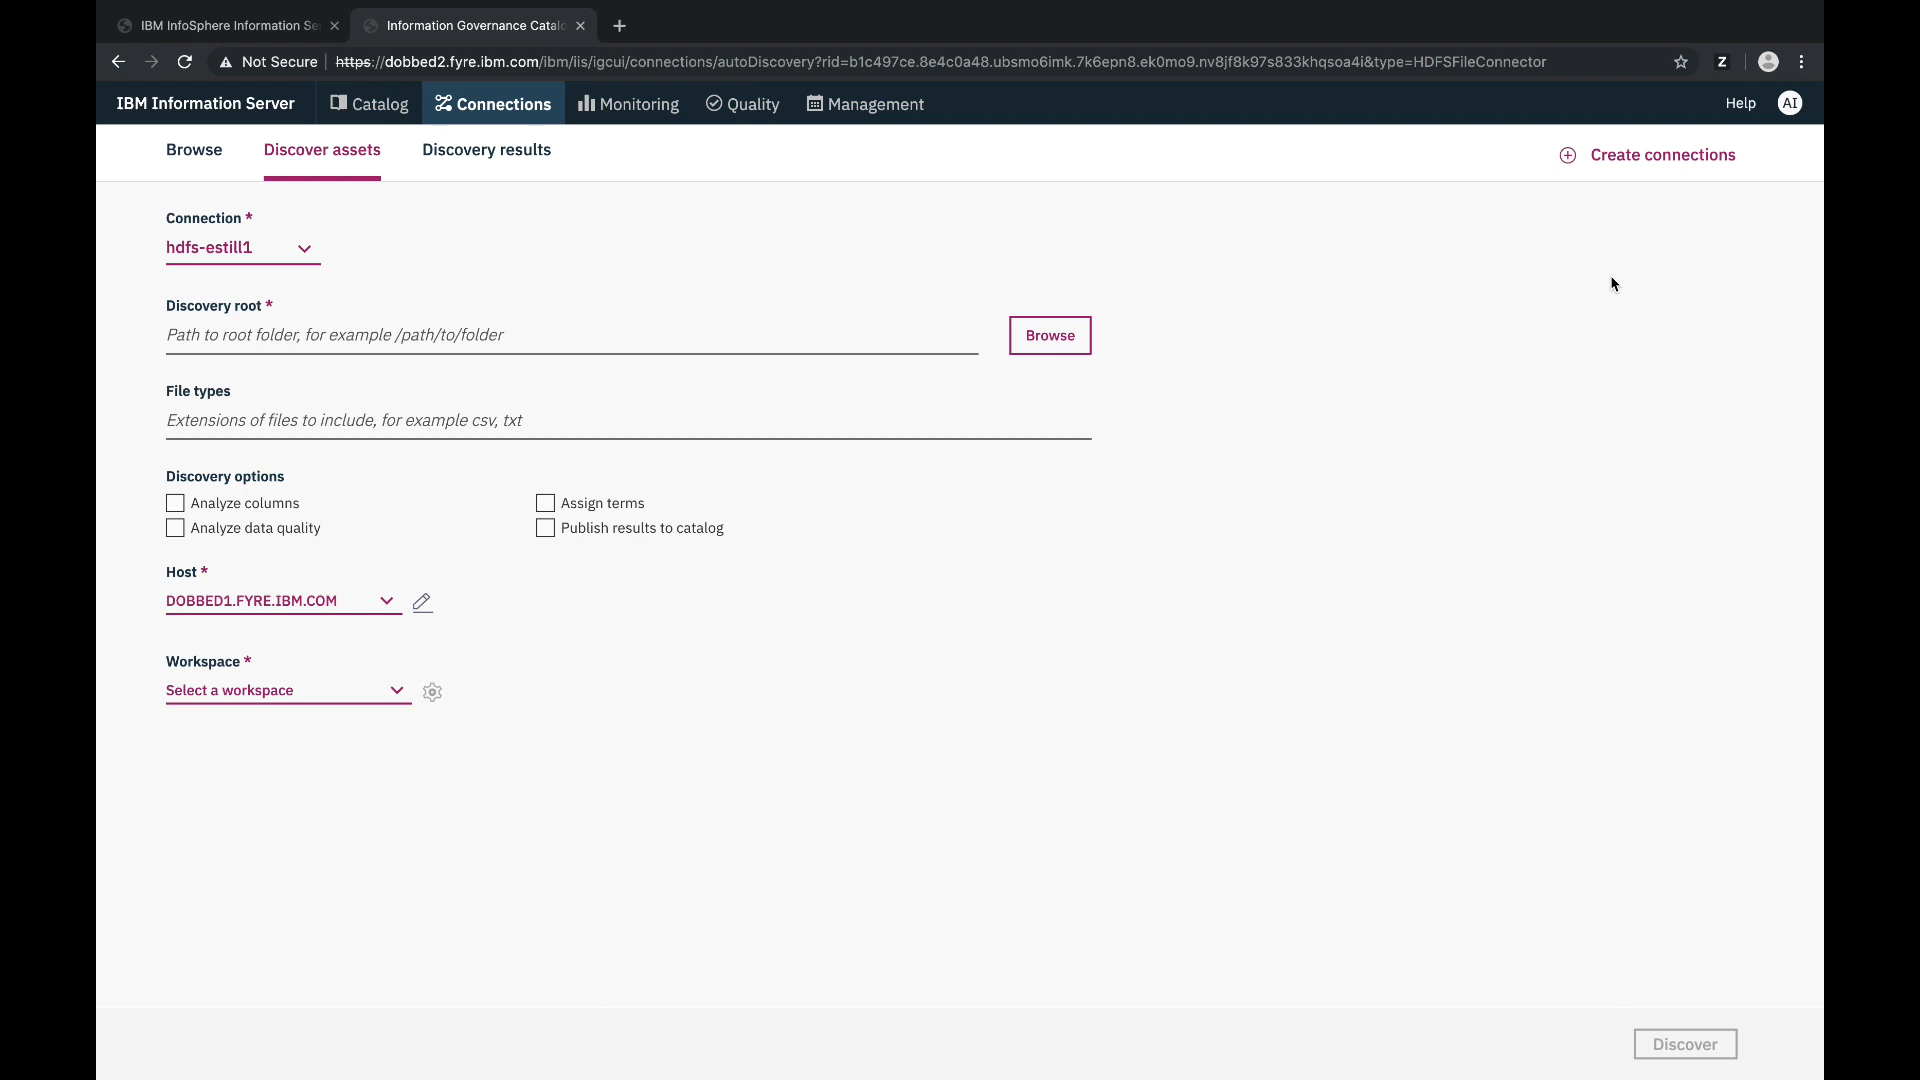 IBM InfoSphere Information Se
Information Governance Catalo
Not Secure
https://dobbed2.fyre.ibm.com/ibm/iis/igcui/connections/autoDiscovery?rid=b1c497ce.8e4c0a48.ubsmo6imk.7k6epn8.ek0mo9.nv8jf8k97s833khqsoa4i&type=HDFSFileConnector
Z
IBM Information Server
Catalog
Connections
Monitoring
Quality
Management
Help
AI
Browse
Discover assets
Discovery results
Create connections
Connection *
hdfs-estill1
Discovery root *
Path to root folder, for example /path/to/folder
Browse
File types
Extensions of files to include, for example csv, txt
Discovery options
Analyze columns
Assign terms
Analyze data quality
Publish results to catalog
Host *
DOBBED1.FYRE.IBM.COM
Workspace *
Select a workspace
Discover